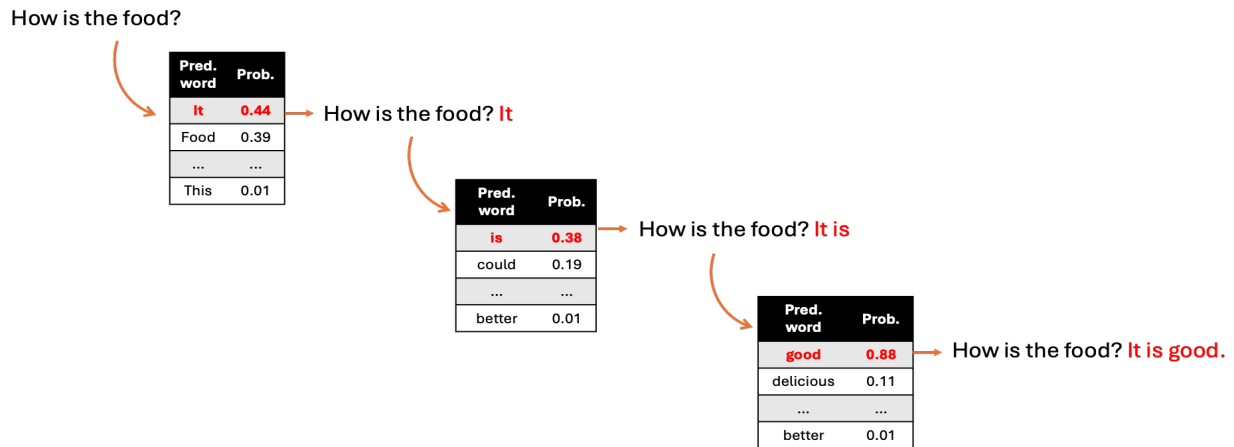 How is the food?
Pred. word Prob.
It 0.44
Food 0.39
... ...
This 0.01
How is the food? It
Pred. word Prob.
is 0.38
could 0.19
... ...
better 0.01
How is the food? It is
Pred. word Prob.
good 0.88
delicious 0.11
... ...
better 0.01
How is the food? It is good.